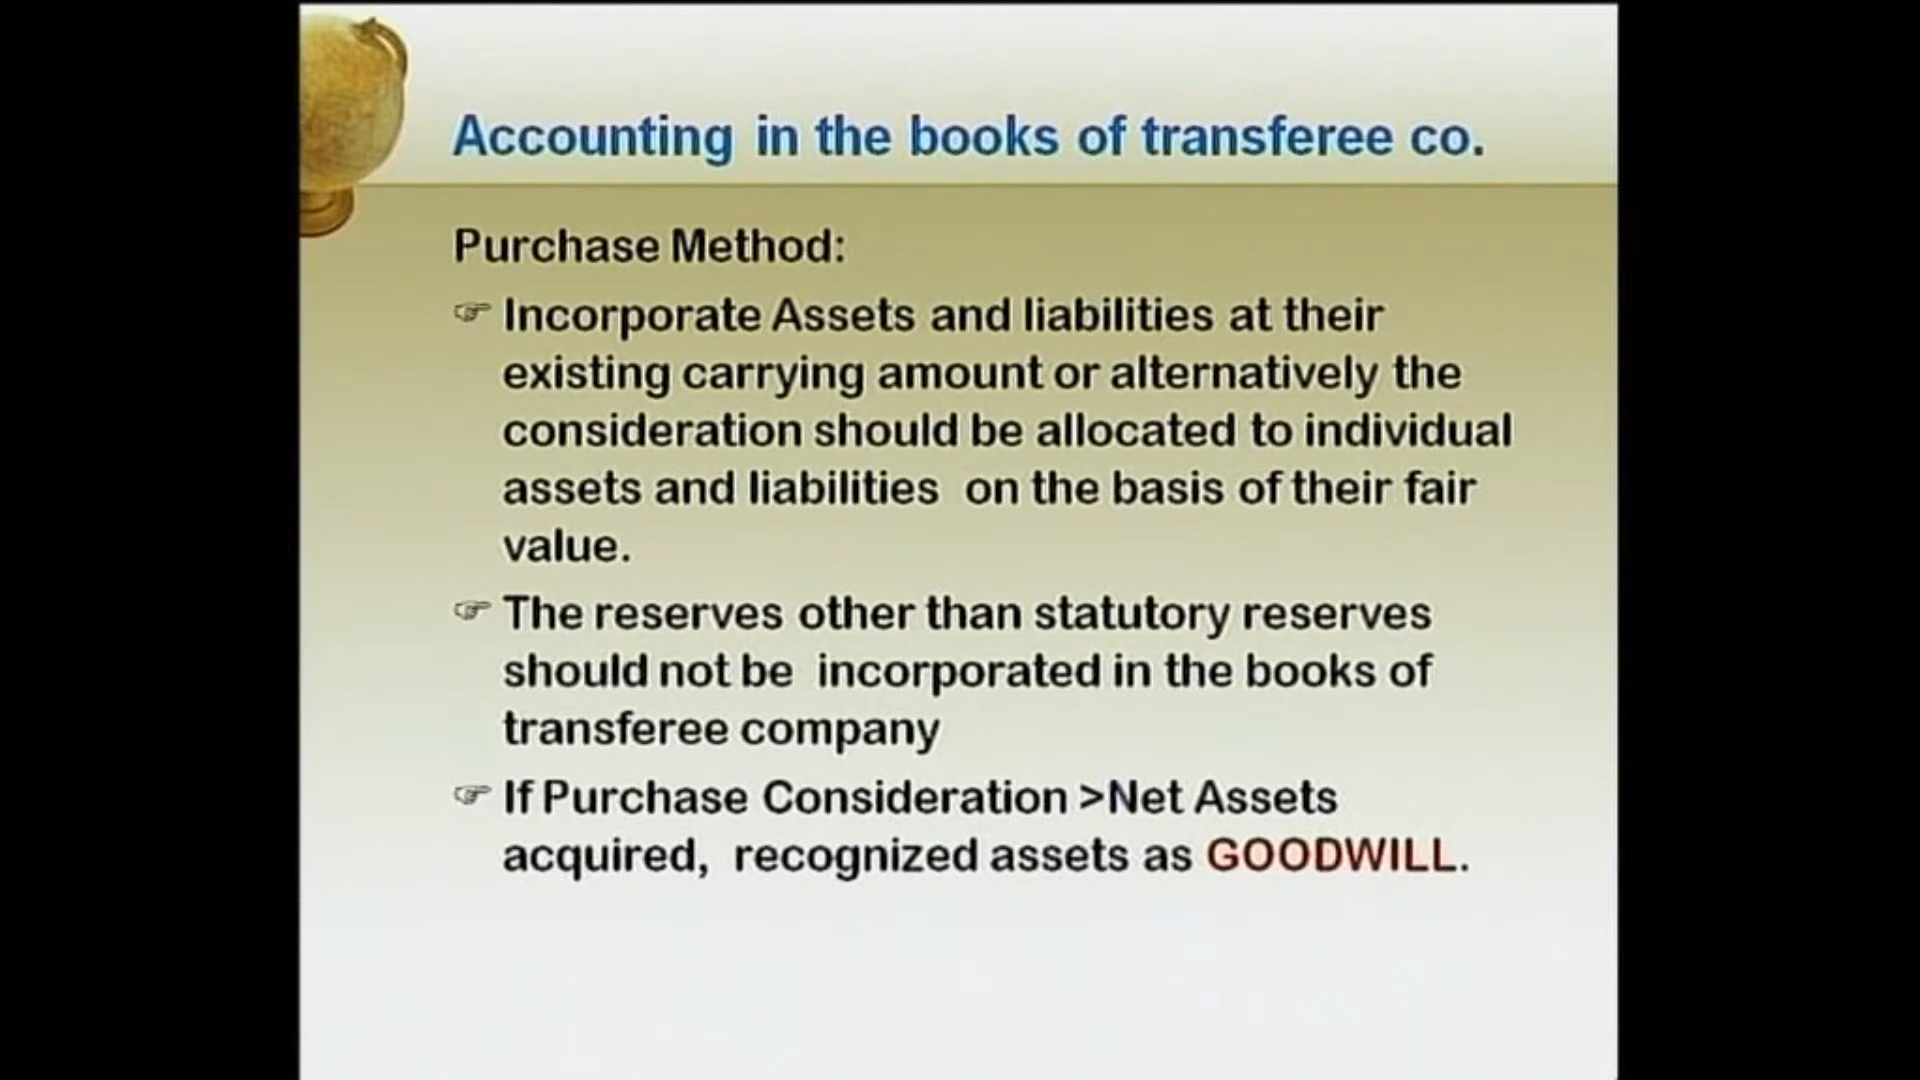 Accounting in the books of transferee co.
Purchase Method:
☞ Incorporate Assets and liabilities at their
existing carrying amount or alternatively the
consideration should be allocated to individual
assets and liabilities on the basis of their fair
value.
☞ The reserves other than statutory reserves
should not be incorporated in the books of
transferee company
☞ If Purchase Consideration >Net Assets
acquired, recognized assets as GOODWILL.